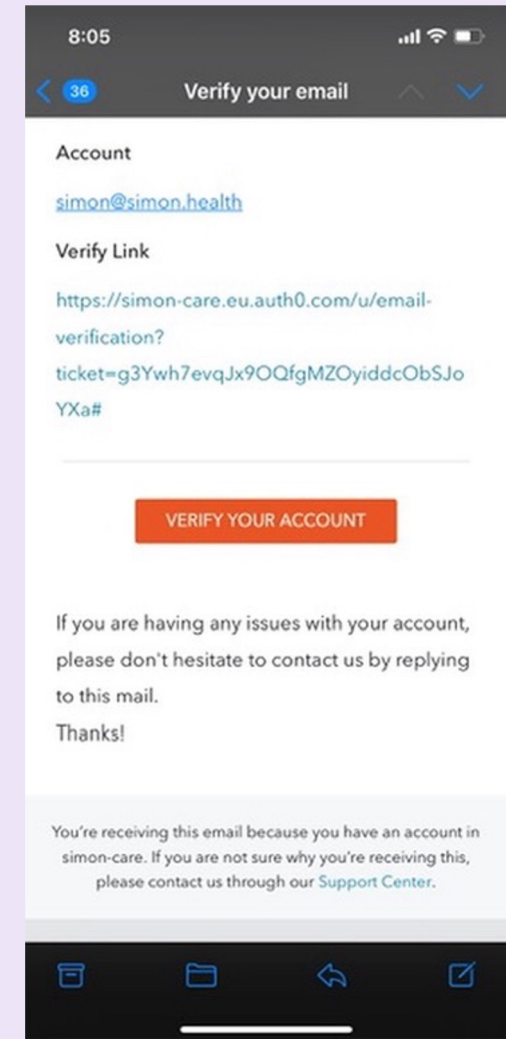 8:05
36
Verify your email
Account
simon@simon.health
Verify Link
https://simon-care.eu.auth0.com/u/email-
verification?
ticket=g3Ywh7evqJx9OQfgMZOyiddcObSJo
YXa#
VERIFY YOUR ACCOUNT
If you are having any issues with your account,
please don't hesitate to contact us by replying
to this mail.
Thanks!
You're receiving this email because you have an account in
simon-care. If you are not sure why you're receiving this,
please contact us through our Support Center.